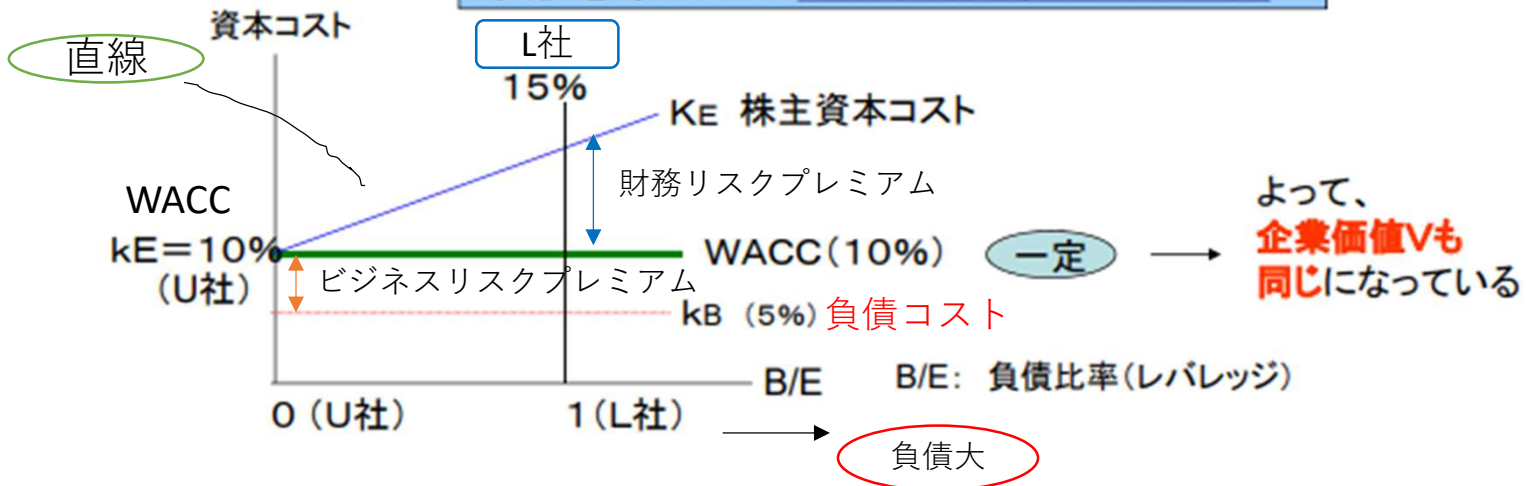 資本コスト
直線
L社
15%
KE 株主資本コスト
財務リスクプレミアム
WACC
kE=10%
(U社)
WACC(10%)
一定
よって、
企業価値Vも
同じになっている
ビジネスリスクプレミアム
kB (5%) 負債コスト
B/E
B/E: 負債比率(レバレッジ)
0 (U社)
1(L社)
負債大